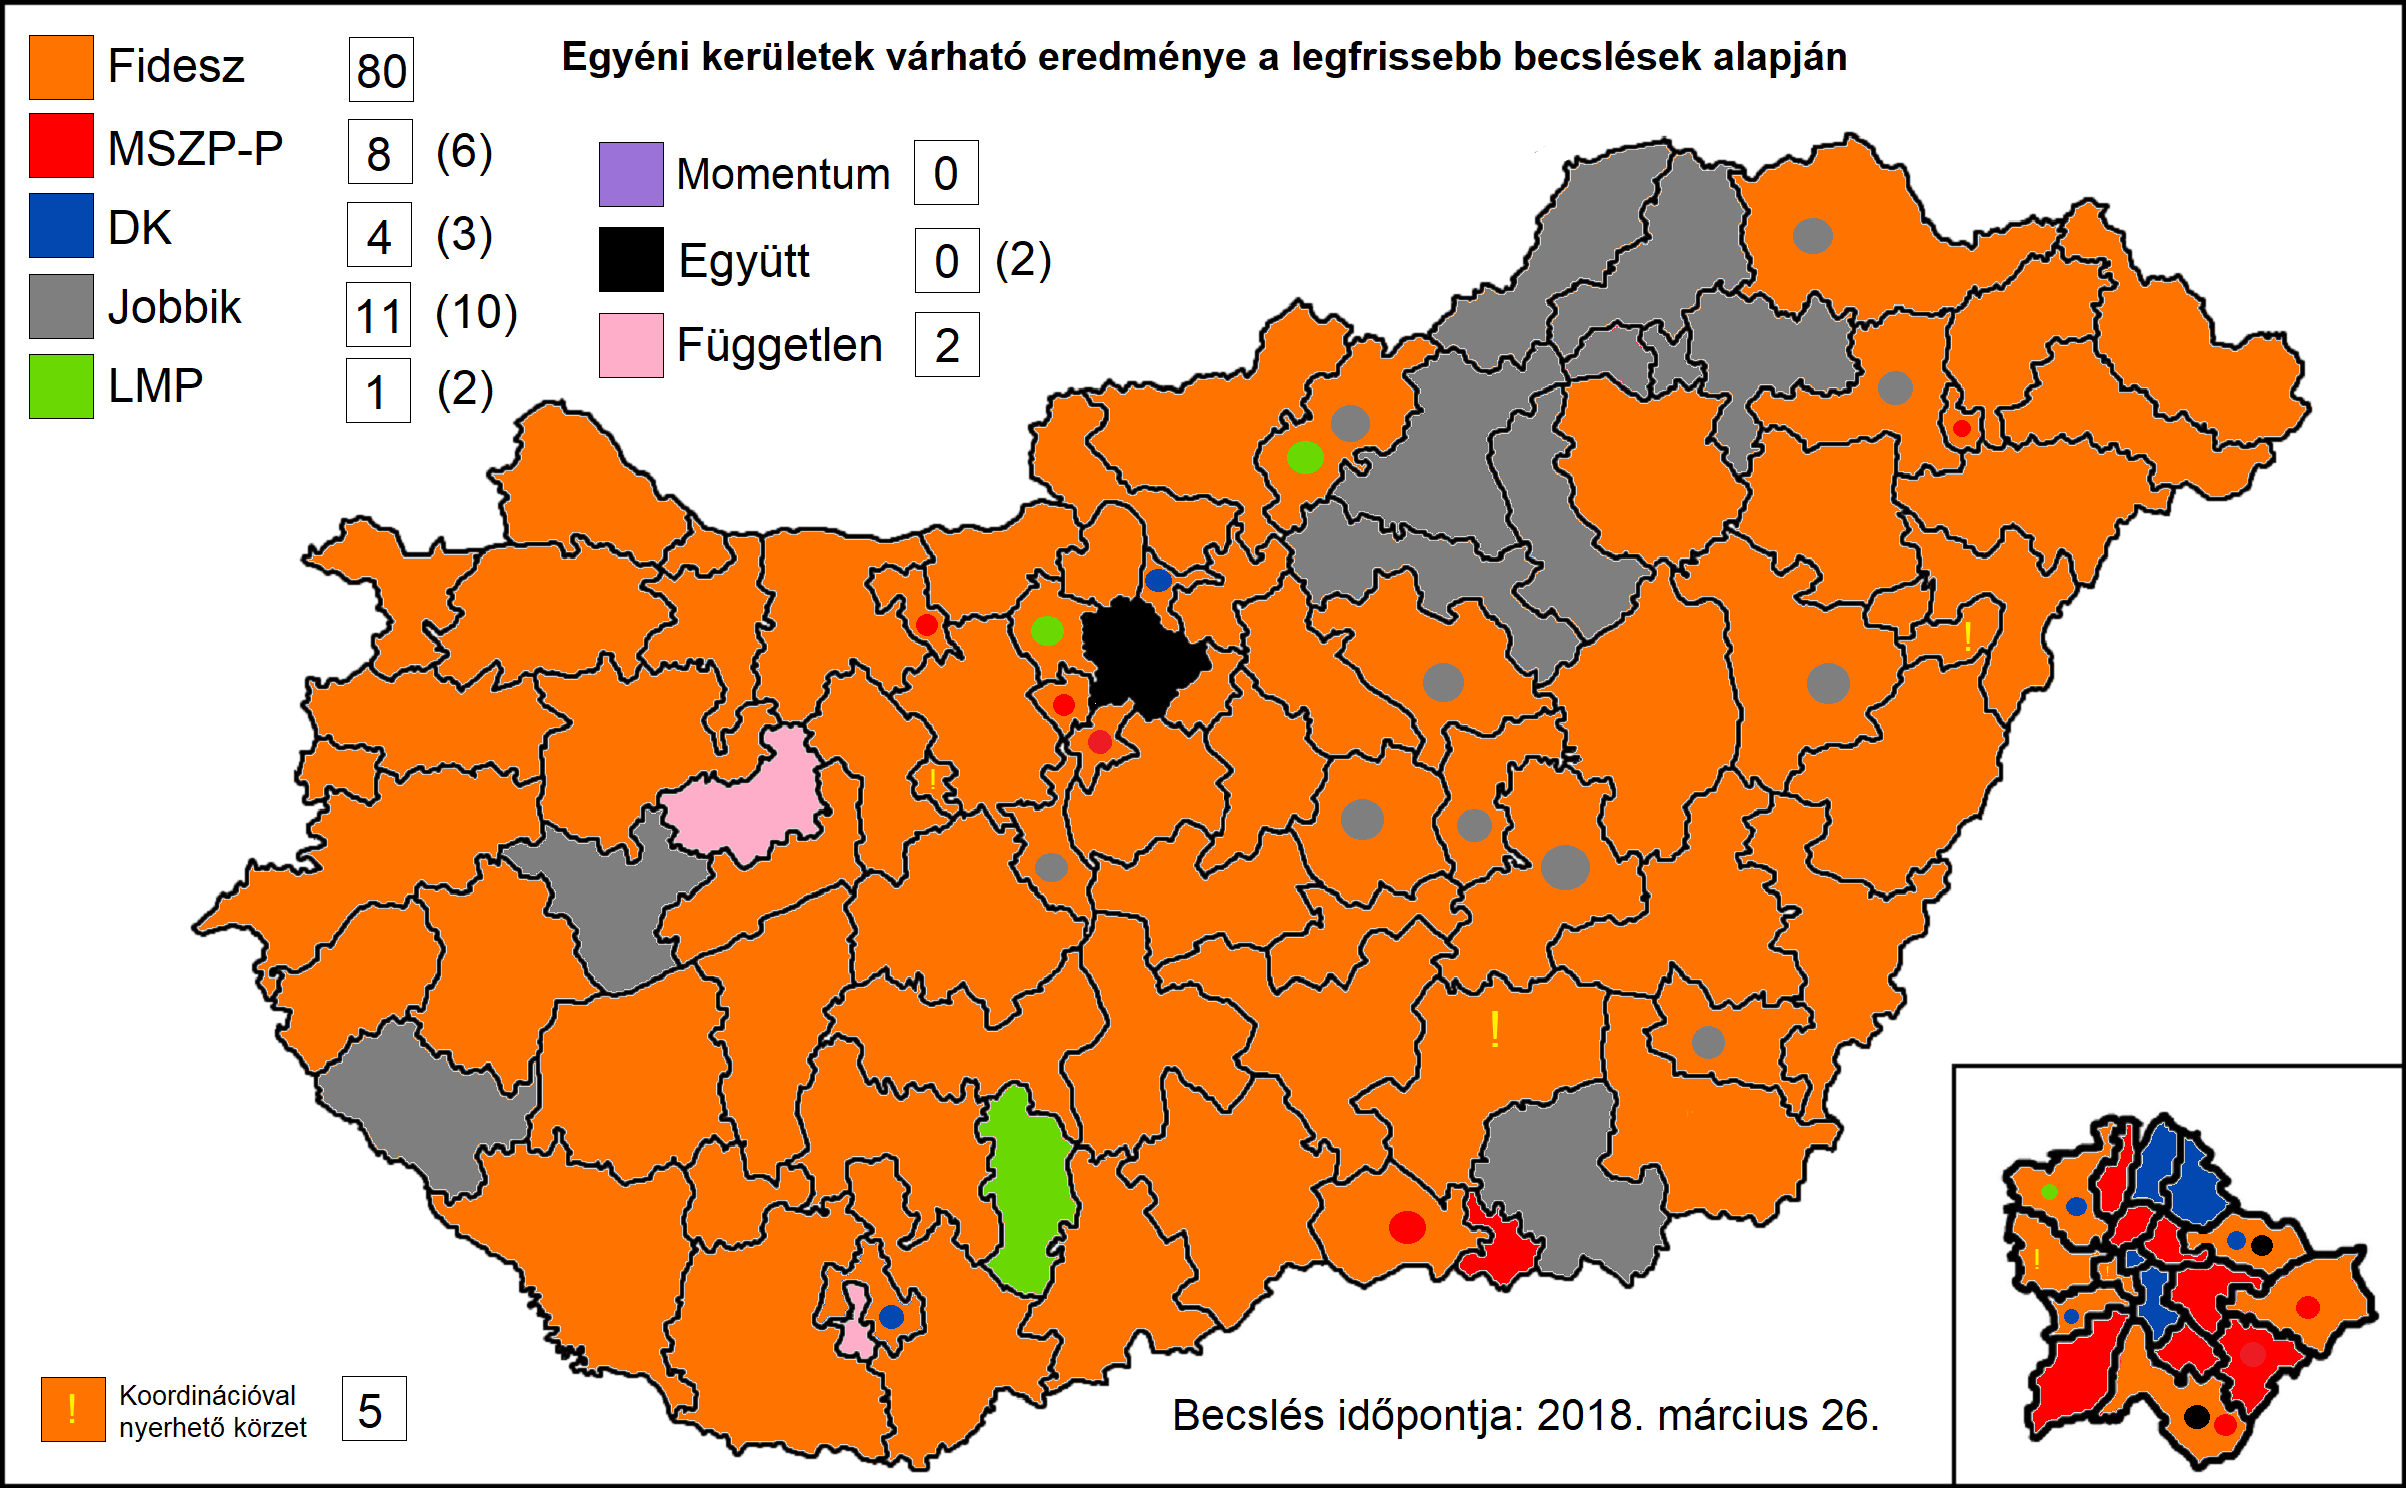 Egyéni kerületek várható eredménye a legfrissebb becslések alapján
Fidesz 80
MSZP-P 8 (6)
DK 4 (3)
Jobbik 11 (10)
LMP 1 (2)
Momentum 0
Együtt 0 (2)
Független 2
!
!
!
!
!
! Koordinációval
nyerhető körzet 5
Becslés időpontja: 2018. március 26.